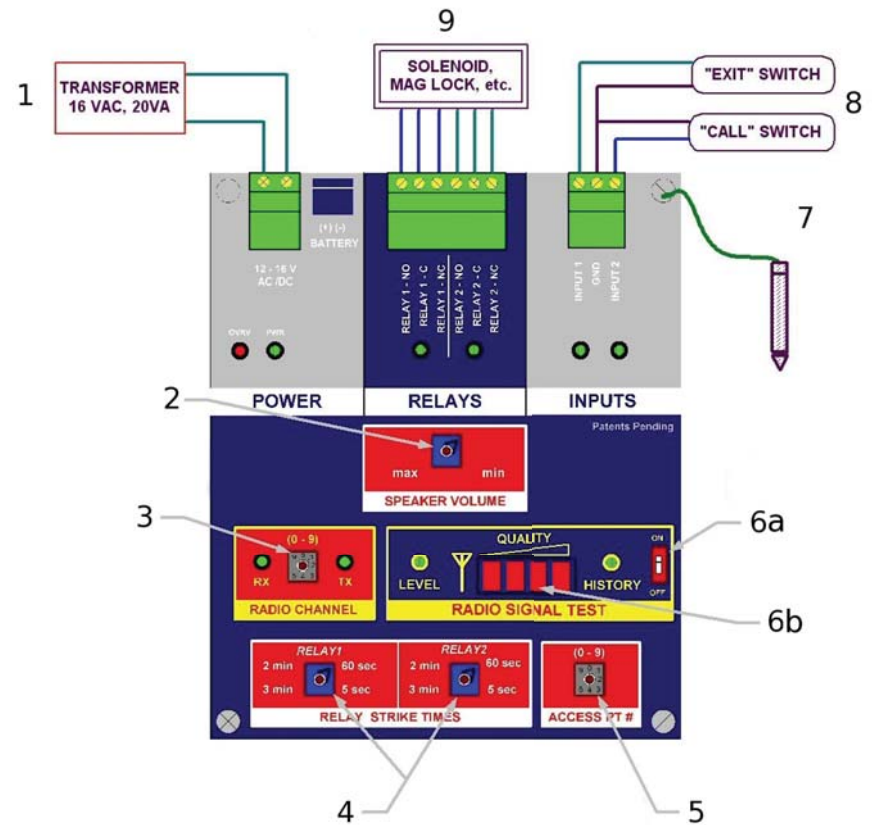 9
1
TRANSFORMER
16 VAC, 20VA
SOLENOID,
MAG LOCK, etc.
"EXIT" SWITCH
"CALL" SWITCH
8
7
(+) (-)
BATTERY
12 - 16 V
AC /DC
OVRV PWR
RELAY 1 - NO
RELAY 1 - C
RELAY 1 - NC
RELAY 2 - NO
RELAY 2 - C
RELAY 2 - NC
INPUT 1
GND
INPUT 2
POWER
RELAYS
INPUTS
2
Patents Pending
max min
SPEAKER VOLUME
3
(0 - 9)
RX TX
RADIO CHANNEL
QUALITY
LEVEL
HISTORY
ON
OFF
RADIO SIGNAL TEST
6a
6b
RELAY1
2 min 60 sec
3 min 5 sec
RELAY2
2 min 60 sec
3 min 5 sec
RELAY STRIKE TIMES
(0 - 9)
ACCESS PT #
4
5